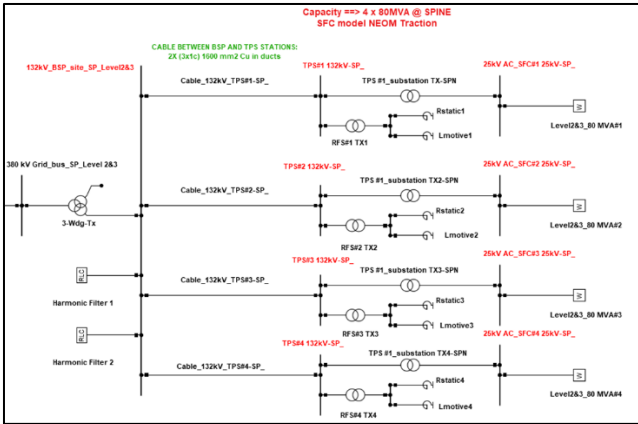 Capacity ==> 4 x 80MVA @ SPINE
SFC model NEOM Traction
CABLE BETWEEN BSP AND TPS STATIONS:
2X (3x1c) 1600 mm2 Cu in ducts
132kV_BSP_site_SP_Level2&3
Cable_132kV_TPS#1-SP_
TPS#1 132kV-SP_
TPS #1_substation TX-SPN
25kV AC_SFC#1 25kV-SP_
Rstatic1
Lmotive1
RFS#1 TX1
W
Level2&3_80 MVA#1
380 kV Grid_bus_SP_Level 2&3
3-Wdg-Tx
Cable_132kV_TPS#2-SP_
TPS#2 132kV-SP_
TPS #1_substation TX2-SPN
25kV AC_SFC#2 25kV-SP_
Rstatic2
Lmotive2
RFS#2 TX2
W
Level2&3_80 MVA#2
RLC
Harmonic Filter 1
Cable_132kV_TPS#3-SP_
TPS#3 132kV-SP_
TPS #1_substation TX3-SPN
25kV AC_SFC#3 25kV-SP_
Rstatic3
Lmotive3
RFS#3 TX3
W
Level2&3_80 MVA#3
RLC
Harmonic Filter 2
Cable_132kV_TPS#4-SP_
TPS#4 132kV-SP_
TPS #1_substation TX4-SPN
25kV AC_SFC#4 25kV-SP_
Rstatic4
Lmotive4
RFS#4 TX4
W
Level2&3_80 MVA#4